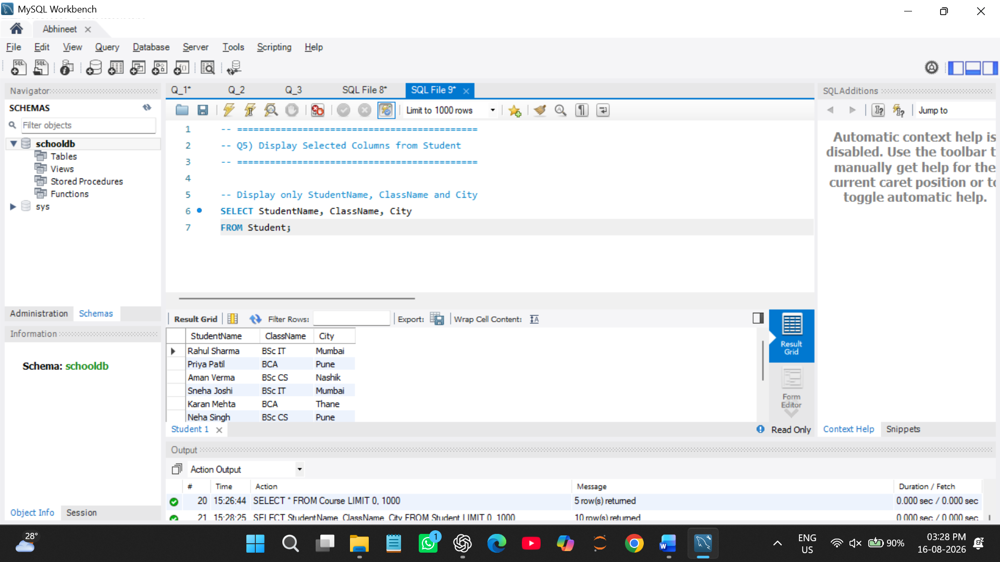 MySQL Workbench
Abhineet
File Edit View Query Database Server Tools Scripting Help
Navigator
SCHEMAS
Filter objects
schooldb
Tables
Views
Stored Procedures
Functions
sys
Administration Schemas
Information
Schema: schooldb
Object Info Session
Q_1* Q_2 Q_3 SQL File 8* SQL File 9*
Limit to 1000 rows
1 -- ============================================
2 -- Q5) Display Selected Columns from Student
3 -- ============================================
4
5 -- Display only StudentName, ClassName and City
6 SELECT StudentName, ClassName, City
7 FROM Student;
Result Grid Filter Rows: Export: Wrap Cell Content:
StudentName ClassName City
Rahul Sharma BSc IT Mumbai
Priya Patil BCA Pune
Aman Verma BSc CS Nashik
Sneha Joshi BSc IT Mumbai
Karan Mehta BCA Thane
Neha Singh BSc CS Pune
Result
Grid
Form
Editor
Student 1
Read Only
SQLAdditions
Jump to
Automatic context help is
disabled. Use the toolbar t
manually get help for the
current caret position or to
toggle automatic help.
Context Help Snippets
Output
Action Output
# Time Action Message Duration / Fetch
20 15:26:44 SELECT * FROM Course LIMIT 0, 1000 5 row(s) returned 0.000 sec / 0.000 sec
21 15:28:25 SELECT StudentName, ClassName, City FROM Student LIMIT 0, 1000 10 row(s) returned 0.000 sec / 0.000 sec
28°
1
ENG
US
90%
03:28 PM
16-08-2026